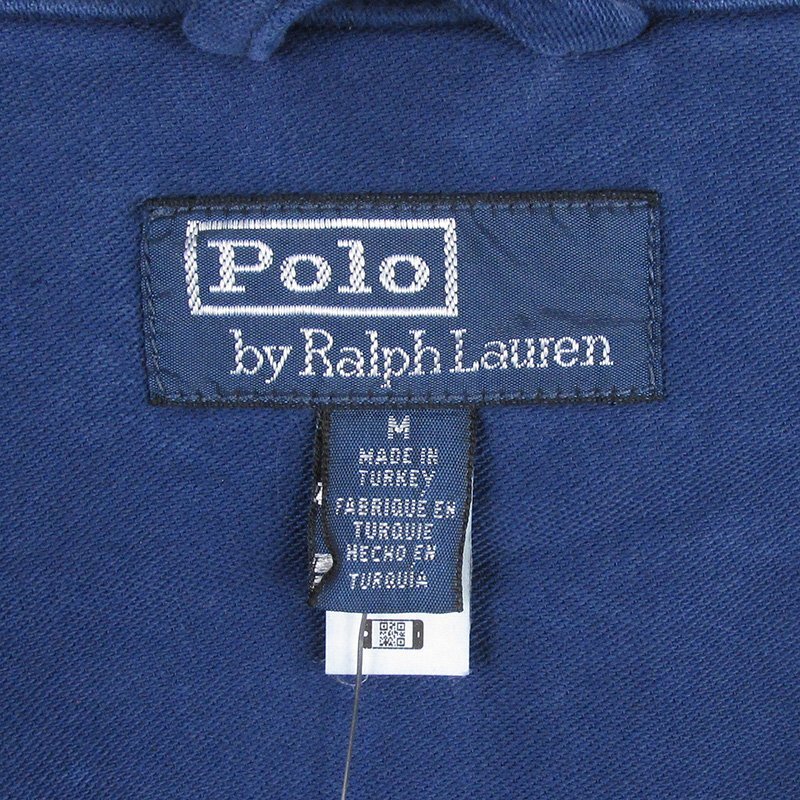 Polo
by Ralph Lauren
M
MADE IN
TURKEY
FABRIQUÉ EN
TURQUIE
HECHO EN
TURQUÍA